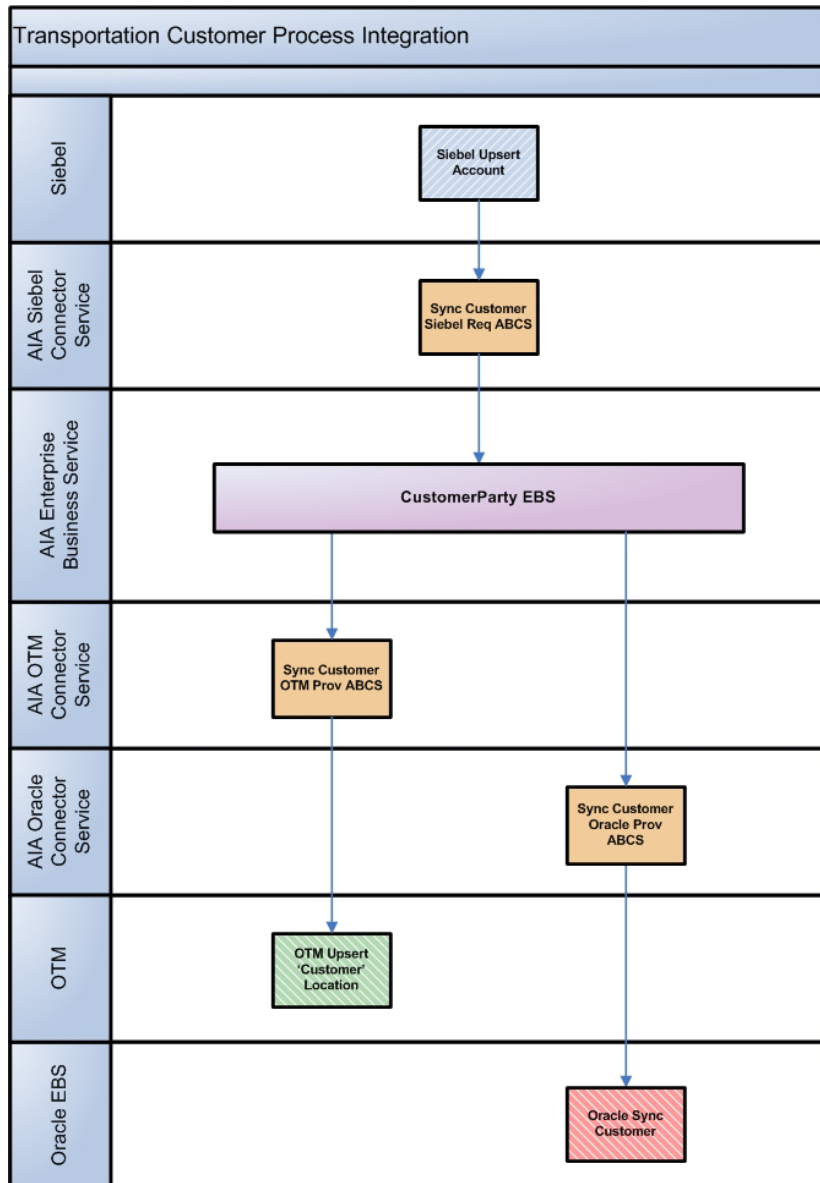 Transportation Customer Process Integration
Siebel
Siebel Upsert
Account
AIA Siebel
Connector
Service
Sync Customer
Siebel Req ABCS
AIA Enterprise
Business Service
CustomerParty EBS
AIA OTM
Connector
Service
Sync Customer
OTM Prov ABCS
AIA Oracle
Connector
Service
Sync Customer
Oracle Prov
ABCS
OTM
OTM Upsert
'Customer'
Location
Oracle EBS
Oracle Sync
Customer